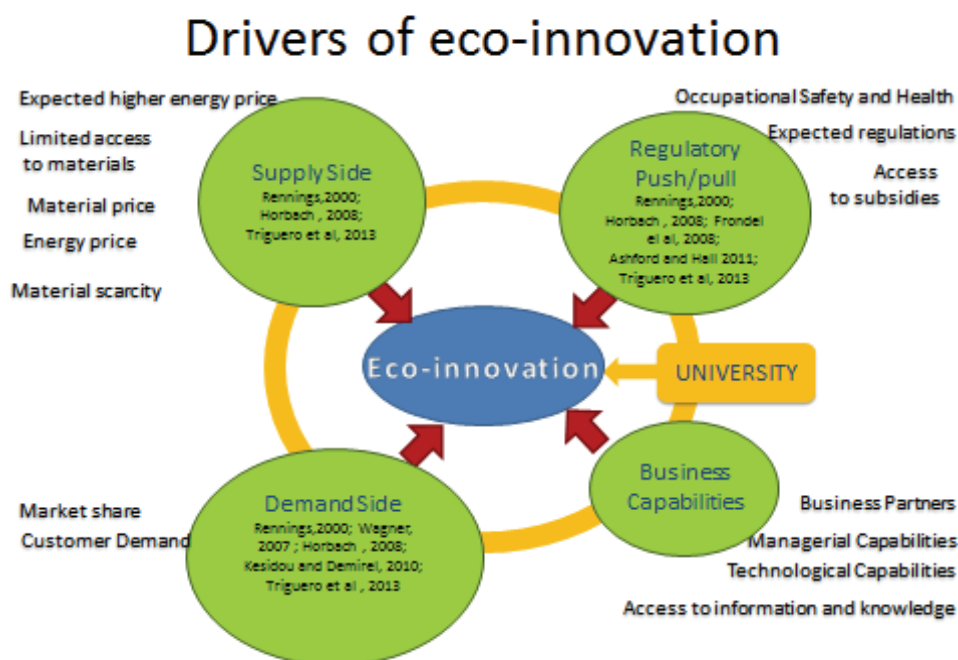 Drivers of eco-innovation
Expected higher energy price
Limited access
to materials
Material price
Energy price
Material scarcity
Supply Side
Rennings,2000;
Horbach , 2008;
Triguero et al, 2013
Occupational Safety and Health
Expected regulations
Access
to subsidies
Regulatory
Push/pull
Rennings,2000;
Horbach , 2008; Frondel
el al, 2008;
Ashford and Hall 2011;
Triguero et al, 2013
Eco-innovation
UNIVERSITY
Market share
Customer Demand
Demand Side
Rennings,2000; Wagner,
2007 ; Horbach , 2008;
Kesidou and Demirel, 2010;
Triguero et al , 2013
Business
Capabilities
Business Partners
Managerial Capabilities
Technological Capabilities
Access to information and knowledge